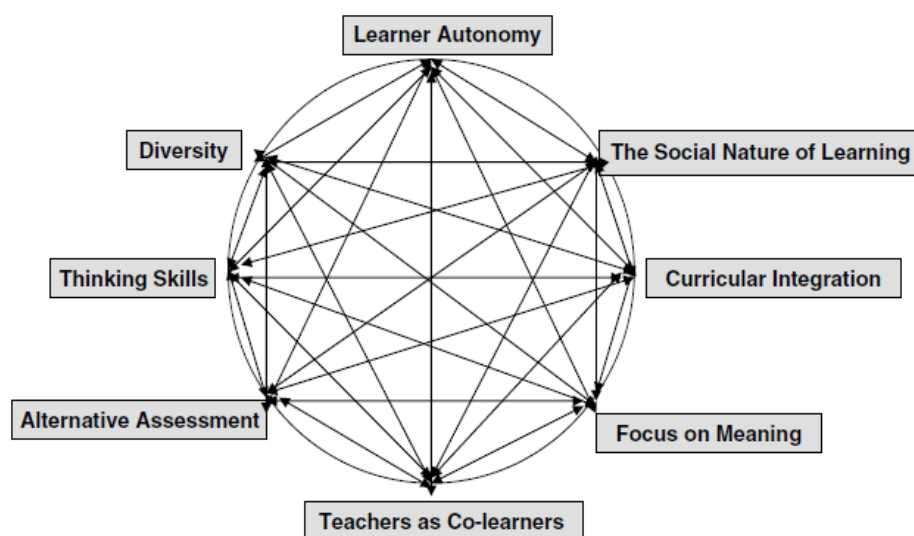 Learner Autonomy
Diversity
The Social Nature of Learning
Thinking Skills
Curricular Integration
Alternative Assessment
Focus on Meaning
Teachers as Co-learners